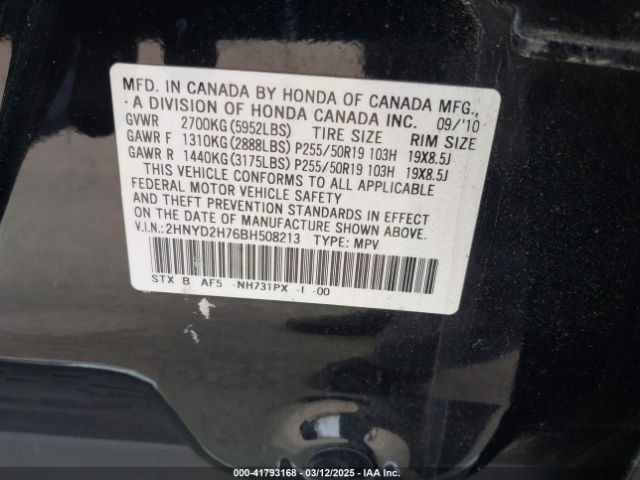 MFD. IN CANADA BY HONDA OF CANADA MFG.,
A DIVISION OF HONDA CANADA INC. 09/'10
GVWR 2700KG(5952LBS) TIRE SIZE RIM SIZE
GAWR F 1310KG(2888LBS) P255/50R19 103H 19X8.5J
GAWR R 1440KG(3175LBS) P255/50R19 103H 19X8.5J
THIS VEHICLE CONFORMS TO ALL APPLICABLE
FEDERAL MOTOR VEHICLE SAFETY
AND THEFT PREVENTION STANDARDS IN EFFECT
ON THE DATE OF MANUFACTURE SHOWN ABOVE.
V.I.N.:2HNYD2H76BH508213 TYPE: MPV
STX B AF5 -NH731PX -I -00
000-41793168 - 03/12/2025 - IAA Inc.